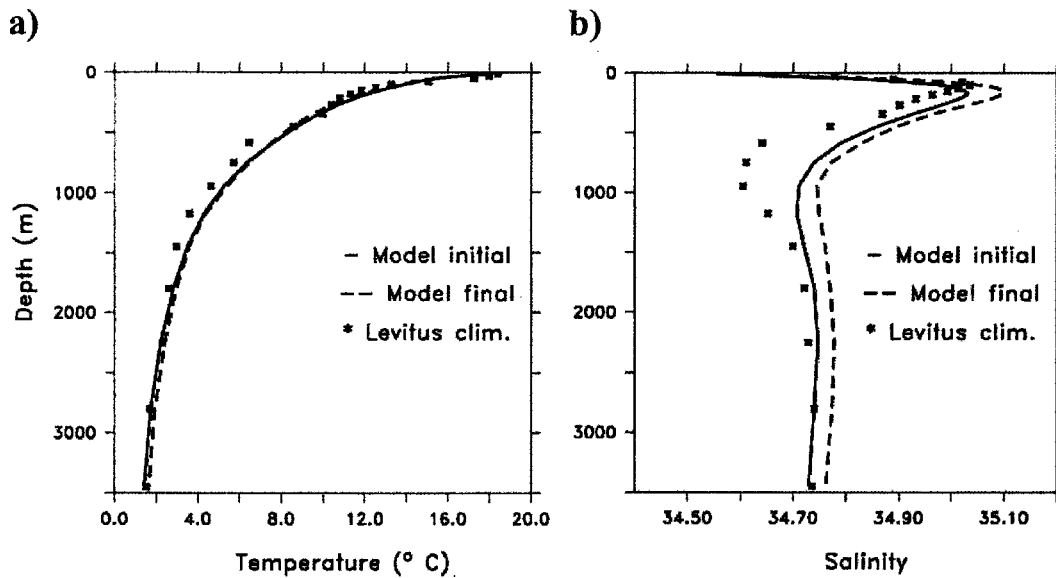 a)
0
1000
2000
3000
Depth (m)
Model initial
Model final
* Levitus clim.
0.0 4.0 8.0 12.0 16.0 20.0
Temperature (° C)
b)
0
1000
2000
3000
Model initial
Model final
* Levitus clim.
34.50 34.70 34.90 35.10
Salinity